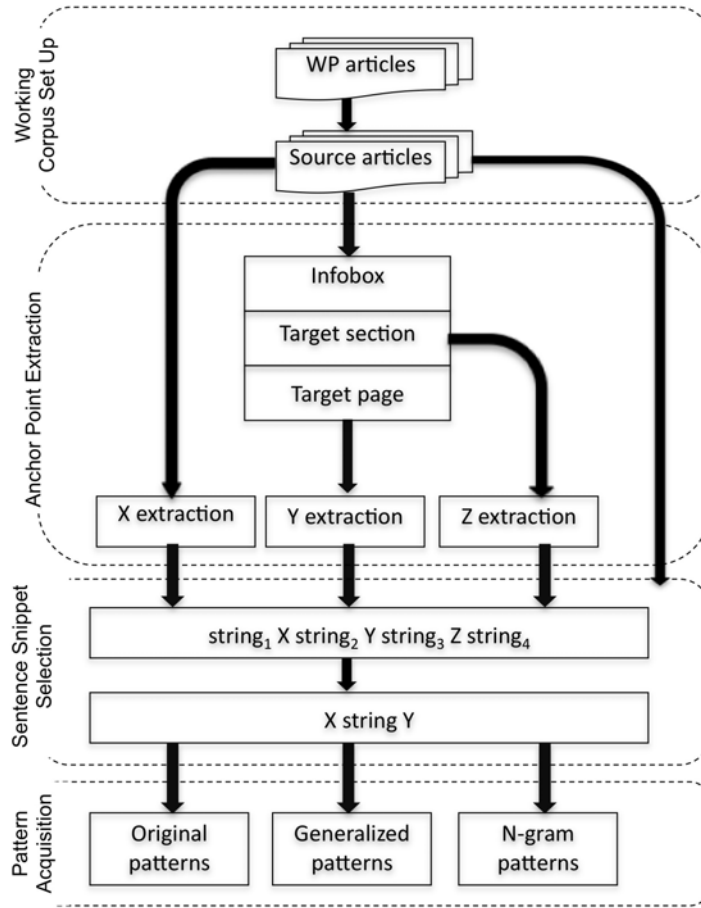 Working
Corpus Set Up
WP articles
Source articles
Anchor Point Extraction
Infobox
Target section
Target page
X extraction
Y extraction
Z extraction
Sentence Snippet
Selection
string₁ X string₂ Y string₃ Z string₄
X string Y
Pattern
Acquisition
Original
patterns
Generalized
patterns
N-gram
patterns